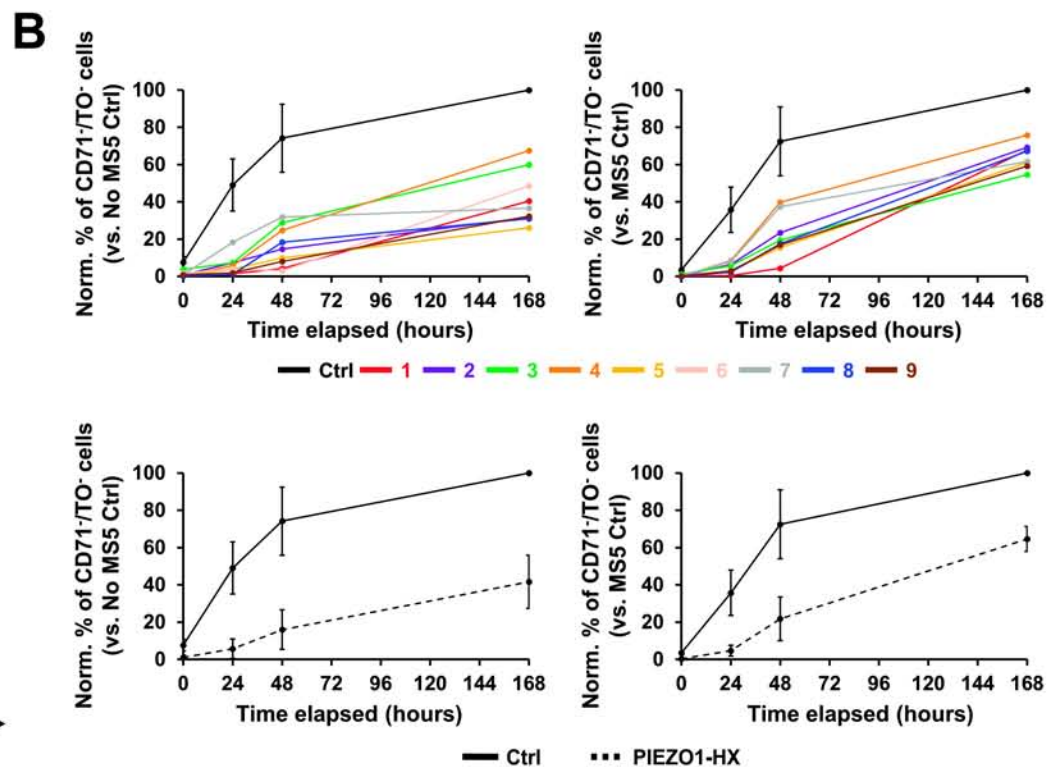 B
Norm. % of CD71⁻/TO⁻ cells
(vs. No MS5 Ctrl)
100
80
60
40
20
0
0 24 48 72 96 120 144 168
Time elapsed (hours)
Norm. % of CD71⁻/TO⁻ cells
(vs. MS5 Ctrl)
100
80
60
40
20
0
0 24 48 72 96 120 144 168
Time elapsed (hours)
Ctrl 1 2 3 4 5 6 7 8 9
Norm. % of CD71⁻/TO⁻ cells
(vs. No MS5 Ctrl)
100
80
60
40
20
0
0 24 48 72 96 120 144 168
Time elapsed (hours)
Norm. % of CD71⁻/TO⁻ cells
(vs. MS5 Ctrl)
100
80
60
40
20
0
0 24 48 72 96 120 144 168
Time elapsed (hours)
Ctrl PIEZO1-HX